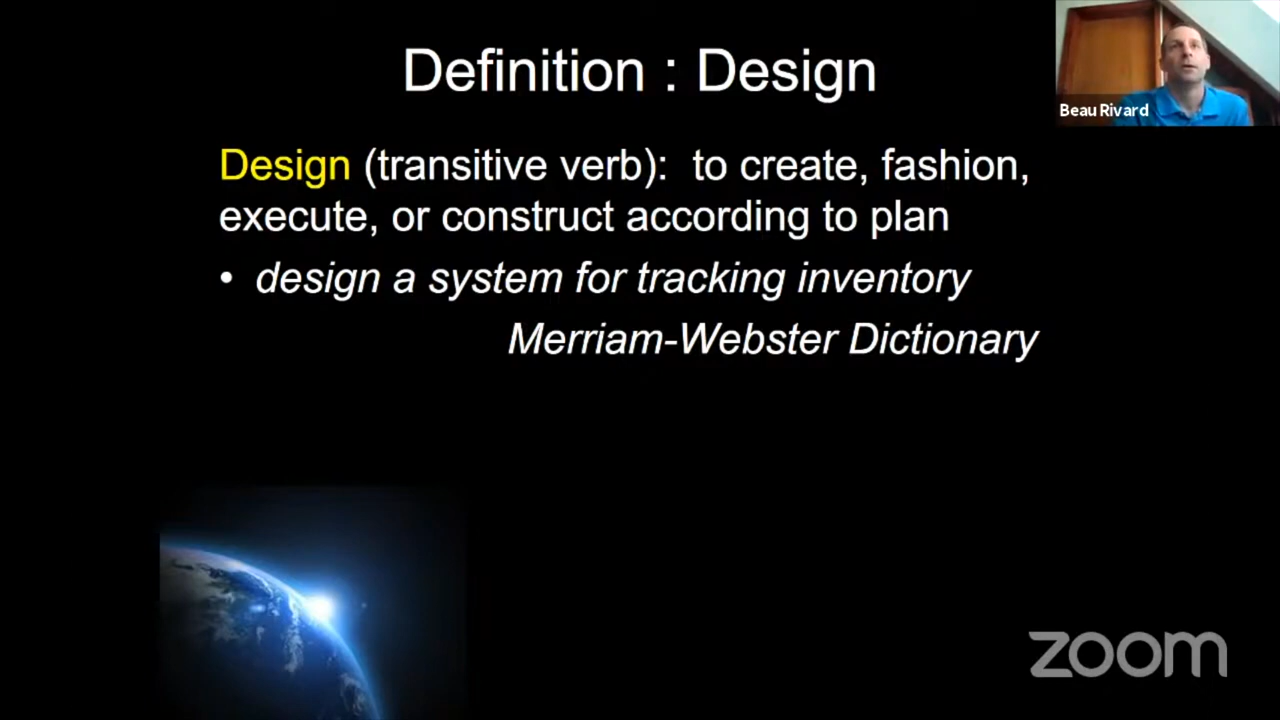 Definition : Design
Beau Rivard
Design (transitive verb):  to create, fashion,
execute, or construct according to plan
• design a system for tracking inventory
Merriam-Webster Dictionary
zoom